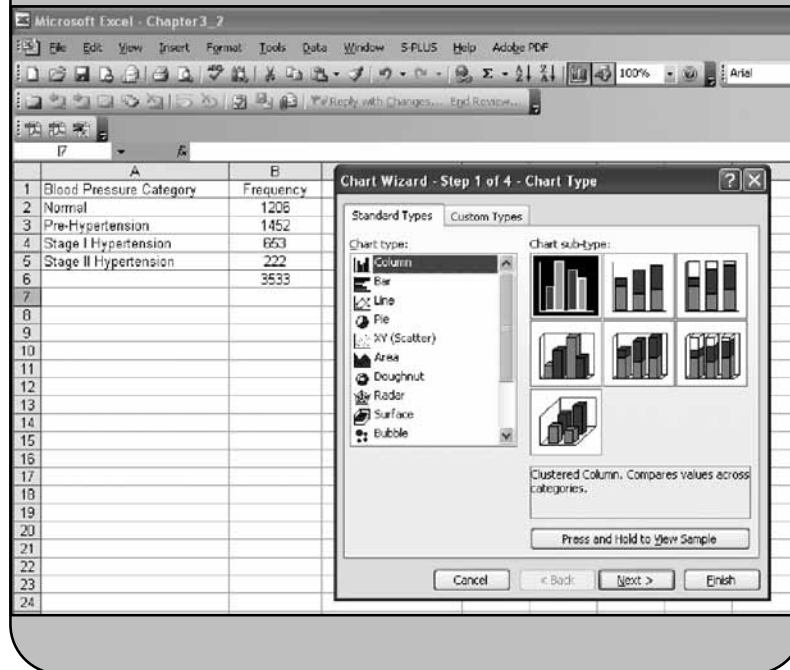 Microsoft Excel - Chapter3_2
File Edit View Insert Format Tools Data Window S-PLUS Help Adobe PDF
100% Arial
Reply with Changes... End Review...
I7 fx
A B
1 Blood Pressure Category Frequency
2 Normal 1206
3 Pre-Hypertension 1452
4 Stage I Hypertension 653
5 Stage II Hypertension 222
6 3533
7
8
9
10
11
12
13
14
15
16
17
18
19
20
21
22
23
24
Chart Wizard - Step 1 of 4 - Chart Type
Standard Types Custom Types
Chart type: Chart sub-type:
Column
Bar
Line
Pie
XY (Scatter)
Area
Doughnut
Radar
Surface
Bubble
Clustered Column. Compares values across
categories.
Press and Hold to View Sample
Cancel < Back Next > Finish